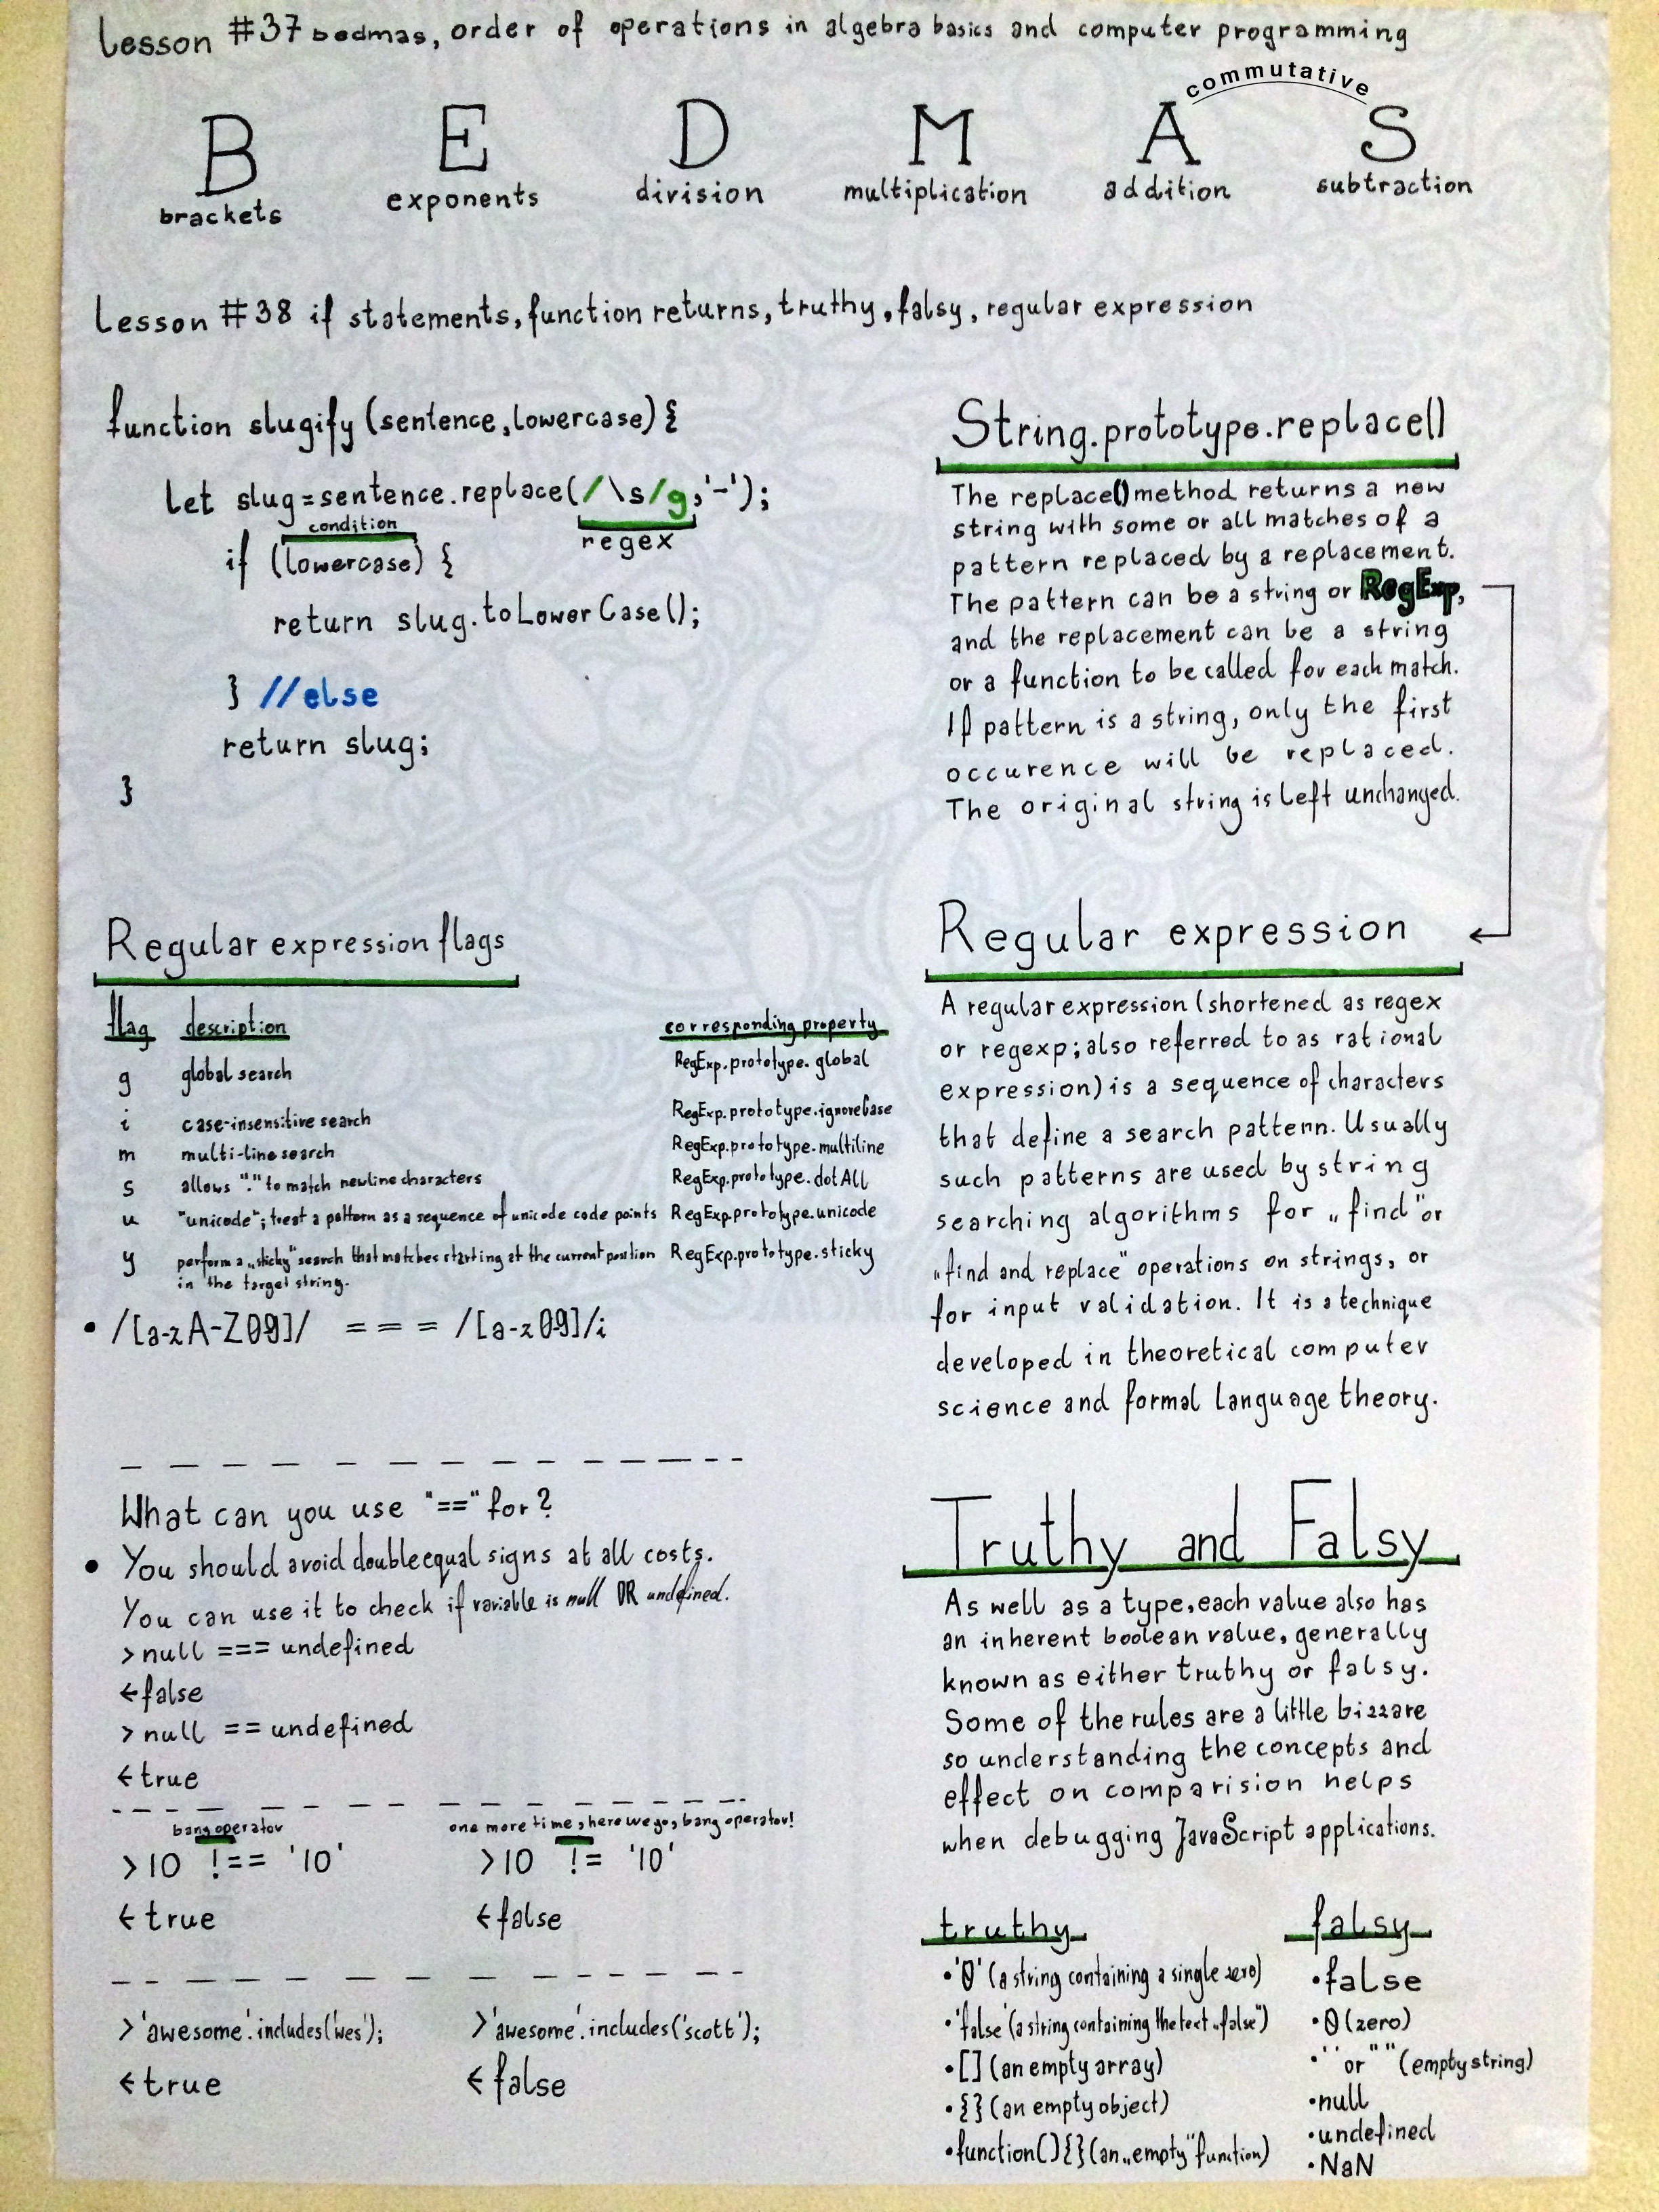 Lesson #37 bedmas, order of operations in algebra basics and computer programming
commutative
B E D M A S
brackets exponents division multiplication addition subtraction
Lesson #38 if statements, function returns, truthy, falsy, regular expression
function slugify (sentence, lowercase) {
let slug = sentence.replace(/\s/g, '-');
condition
regex
if (lowercase) {
return slug.toLowerCase();
} //else
return slug;
}
String.prototype.replace()
The replace() method returns a new
string with some or all matches of a
pattern replaced by a replacement.
The pattern can be a string or RegExp,
and the replacement can be a string
or a function to be called for each match.
If pattern is a string, only the first
occurence will be replaced.
The original string is left unchanged.
Regular expression flags
flag description corresponding property
g global search RegExp.prototype.global
i case-insensitive search RegExp.prototype.ignoreCase
m multi-line search RegExp.prototype.multiline
s allows "." to match newline characters RegExp.prototype.dotAll
u "unicode"; treat a pattern as a sequence of unicode code points RegExp.prototype.unicode
y perform a „sticky" search that matches starting at the current position RegExp.prototype.sticky
in the target string.
• /[a-zA-Z09]/ === /[a-z09]/i
Regular expression
A regular expression (shortened as regex
or regexp; also referred to as rational
expression) is a sequence of characters
that define a search pattern. Usually
such patterns are used by string
searching algorithms for „find" or
„find and replace" operations on strings, or
for input validation. It is a technique
developed in theoretical computer
science and formal language theory.
What can you use "==" for?
• You should avoid double equal signs at all costs.
You can use it to check if variable is null OR undefined.
> null === undefined
← false
> null == undefined
← true
bang operator one more time, here we go, bang operator!
> 10 !== '10' > 10 != '10'
← true ← false
> 'awesome'.includes('wes'); > 'awesome'.includes('scott');
← true ← false
Truthy and Falsy
As well as a type, each value also has
an inherent boolean value, generally
known as either truthy or falsy.
Some of the rules are a little bizzare
so understanding the concepts and
effect on comparision helps
when debugging JavaScript applications.
truthy
• '0' (a string containing a single zero)
• 'false' (a string containing the text „false")
• [] (an empty array)
• {} (an empty object)
• function(){} (an „empty" function)
falsy
• false
• 0 (zero)
• '' or "" (empty string)
• null
• undefined
• NaN